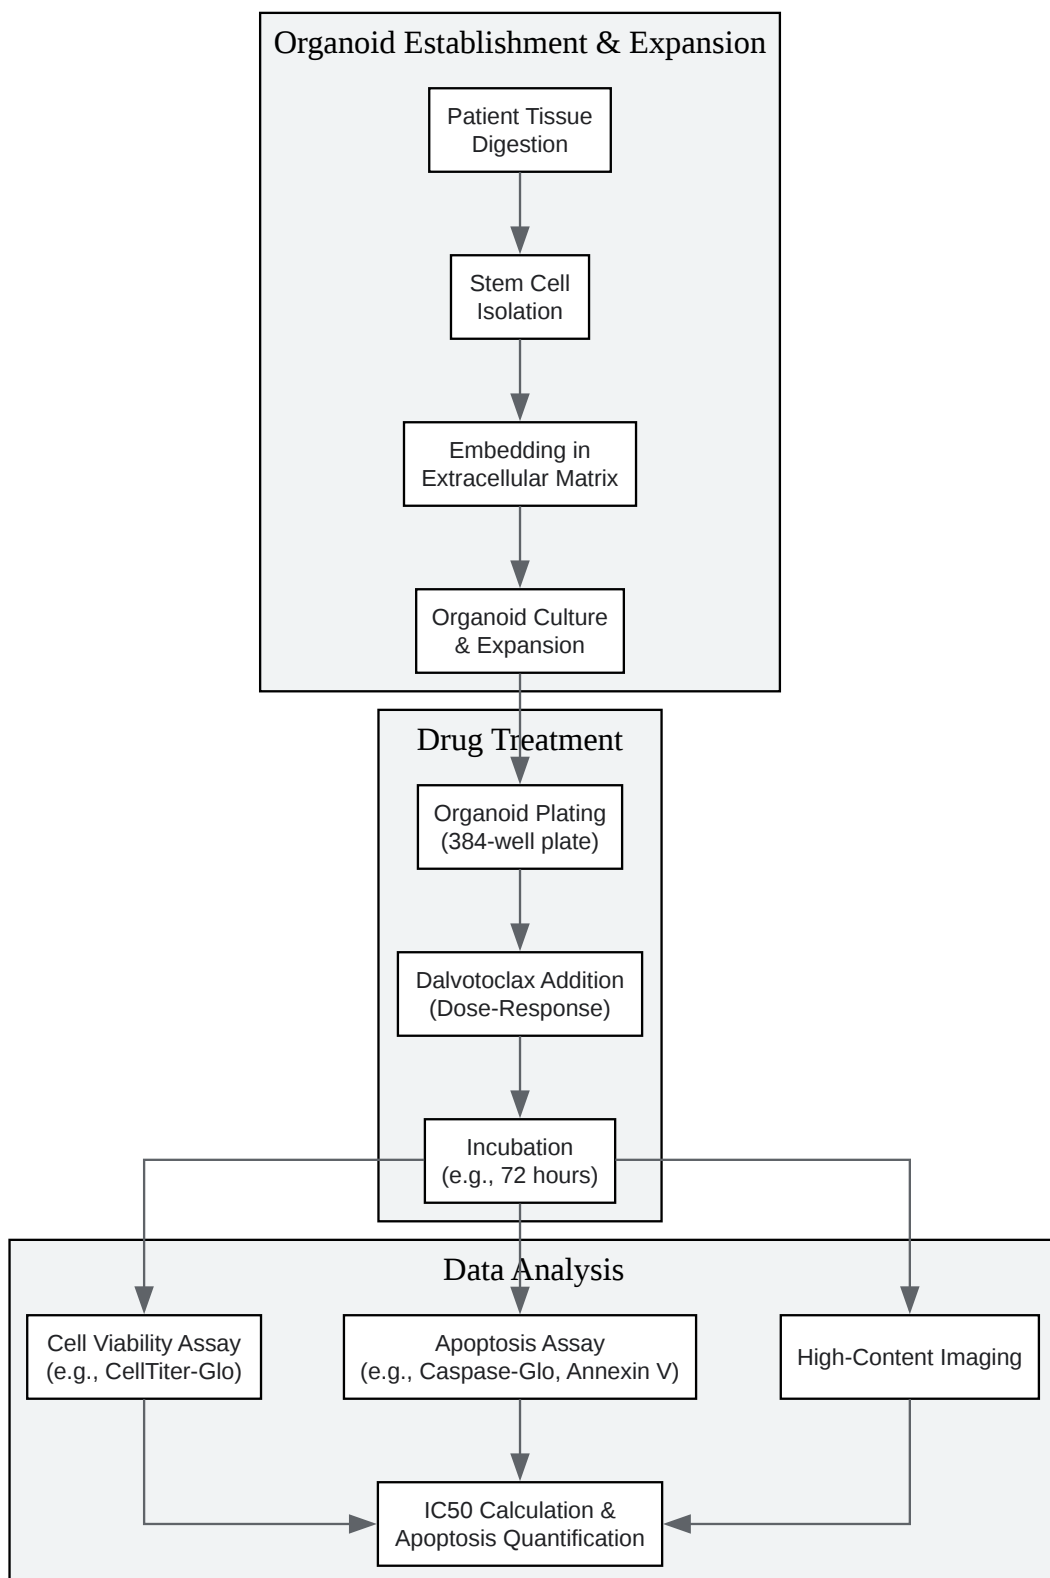 Organoid Establishment & Expansion
Patient Tissue
Digestion
Stem Cell
Isolation
Embedding in
Extracellular Matrix
Organoid Culture
& Expansion
Drug Treatment
Organoid Plating
(384-well plate)
Dalvotoclax Addition
(Dose-Response)
Incubation
(e.g., 72 hours)
Data Analysis
Cell Viability Assay
(e.g., CellTiter-Glo)
Apoptosis Assay
(e.g., Caspase-Glo, Annexin V)
High-Content Imaging
IC50 Calculation &
Apoptosis Quantification